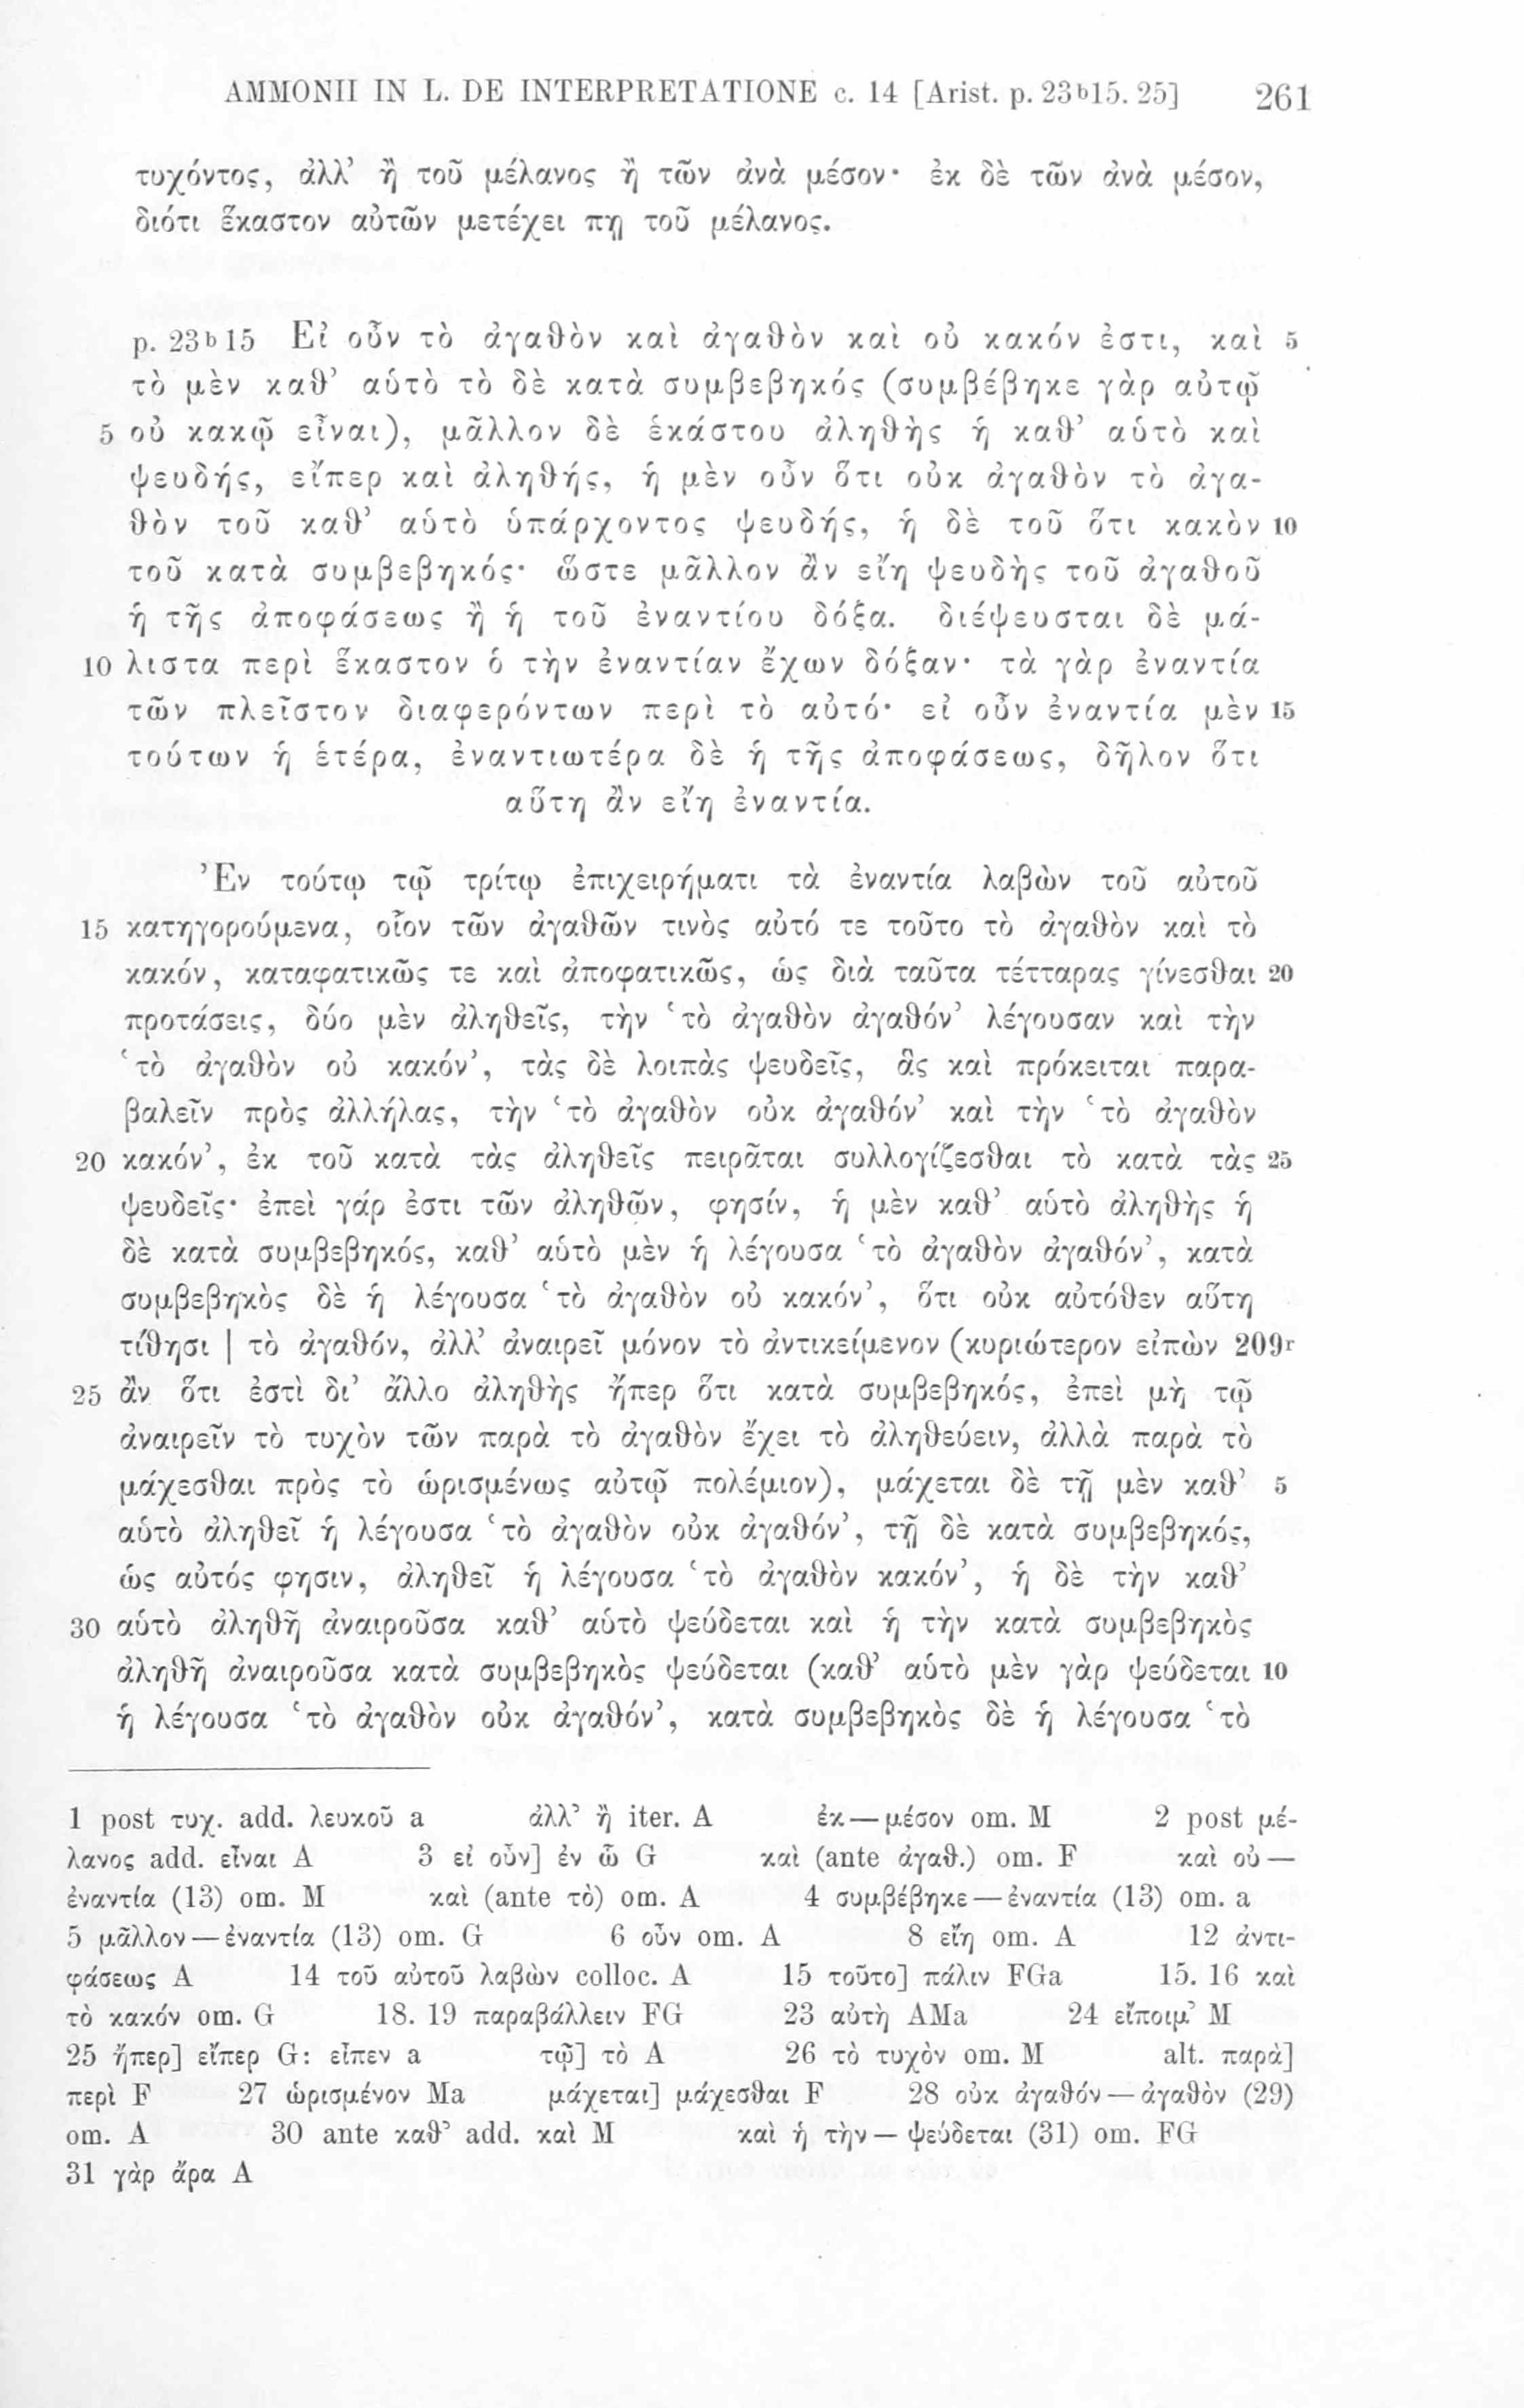 AMMONII IN L. DE INTERPRETATIONE c. 14 [Arist. p. 23ᵇ15. 25] 261
τυχόντος, ἀλλ’ ἢ τοῦ μέλανος ἢ τῶν ἀνὰ μέσον· ἐκ δὲ τῶν ἀνὰ μέσον,
διότι ἕκαστον αὐτῶν μετέχει πῃ τοῦ μέλανος.
p. 23ᵇ15 Εἰ οὖν τὸ ἀγαθὸν καὶ ἀγαθὸν καὶ οὐ κακόν ἐστι, καὶ 5
τὸ μὲν καθ’ αὑτὸ τὸ δὲ κατὰ συμβεβηκός (συμβέβηκε γὰρ αὐτῷ
5 οὐ κακῷ εἶναι), μᾶλλον δὲ ἑκάστου ἀληθὴς ἡ καθ’ αὑτὸ καὶ
ψευδής, εἴπερ καὶ ἀληθής, ἡ μὲν οὖν ὅτι οὐκ ἀγαθὸν τὸ ἀγα-
θὸν τοῦ καθ’ αὑτὸ ὑπάρχοντος ψευδής, ἡ δὲ τοῦ ὅτι κακὸν 10
τοῦ κατὰ συμβεβηκός· ὥστε μᾶλλον ἂν εἴη ψευδὴς τοῦ ἀγαθοῦ
ἡ τῆς ἀποφάσεως ἢ ἡ τοῦ ἐναντίου δόξα. διέψευσται δὲ μά-
10 λιστα περὶ ἕκαστον ὁ τὴν ἐναντίαν ἔχων δόξαν· τὰ γὰρ ἐναντία
τῶν πλεῖστον διαφερόντων περὶ τὸ αὐτό· εἰ οὖν ἐναντία μὲν 15
τούτων ἡ ἑτέρα, ἐναντιωτέρα δὲ ἡ τῆς ἀποφάσεως, δῆλον ὅτι
αὕτη ἂν εἴη ἐναντία.
Ἐν τούτῳ τῷ τρίτῳ ἐπιχειρήματι τὰ ἐναντία λαβὼν τοῦ αὐτοῦ
15 κατηγορούμενα, οἷον τῶν ἀγαθῶν τινὸς αὐτό τε τοῦτο τὸ ἀγαθὸν καὶ τὸ
κακόν, καταφατικῶς τε καὶ ἀποφατικῶς, ὡς διὰ ταῦτα τέτταρας γίνεσθαι 20
προτάσεις, δύο μὲν ἀληθεῖς, τὴν ‘τὸ ἀγαθὸν ἀγαθόν’ λέγουσαν καὶ τὴν
‘τὸ ἀγαθὸν οὐ κακόν’, τὰς δὲ λοιπὰς ψευδεῖς, ἃς καὶ πρόκειται παρα-
βαλεῖν πρὸς ἀλλήλας, τὴν ‘τὸ ἀγαθὸν οὐκ ἀγαθόν’ καὶ τὴν ‘τὸ ἀγαθὸν
20 κακόν’, ἐκ τοῦ κατὰ τὰς ἀληθεῖς πειρᾶται συλλογίζεσθαι τὸ κατὰ τὰς 25
ψευδεῖς· ἐπεὶ γάρ ἐστι τῶν ἀληθῶν, φησίν, ἡ μὲν καθ’ αὑτὸ ἀληθὴς ἡ
δὲ κατὰ συμβεβηκός, καθ’ αὑτὸ μὲν ἡ λέγουσα ‘τὸ ἀγαθὸν ἀγαθόν’, κατὰ
συμβεβηκὸς δὲ ἡ λέγουσα ‘τὸ ἀγαθὸν οὐ κακόν’, ὅτι οὐκ αὐτόθεν αὕτη
τίθησι | τὸ ἀγαθόν, ἀλλ’ ἀναιρεῖ μόνον τὸ ἀντικείμενον (κυριώτερον εἰπὼν 209ʳ
25 ἂν ὅτι ἐστὶ δι’ ἄλλο ἀληθὴς ἤπερ ὅτι κατὰ συμβεβηκός, ἐπεὶ μὴ τῷ
ἀναιρεῖν τὸ τυχὸν τῶν παρὰ τὸ ἀγαθὸν ἔχει τὸ ἀληθεύειν, ἀλλὰ παρὰ τὸ
μάχεσθαι πρὸς τὸ ὡρισμένως αὐτῷ πολέμιον), μάχεται δὲ τῇ μὲν καθ’ 5
αὑτὸ ἀληθεῖ ἡ λέγουσα ‘τὸ ἀγαθὸν οὐκ ἀγαθόν’, τῇ δὲ κατὰ συμβεβηκός,
ὡς αὐτός φησιν, ἀληθεῖ ἡ λέγουσα ‘τὸ ἀγαθὸν κακόν’, ἡ δὲ τὴν καθ’
30 αὑτὸ ἀληθῆ ἀναιροῦσα καθ’ αὑτὸ ψεύδεται καὶ ἡ τὴν κατὰ συμβεβηκὸς
ἀληθῆ ἀναιροῦσα κατὰ συμβεβηκὸς ψεύδεται (καθ’ αὑτὸ μὲν γὰρ ψεύδεται 10
ἡ λέγουσα ‘τὸ ἀγαθὸν οὐκ ἀγαθόν’, κατὰ συμβεβηκὸς δὲ ἡ λέγουσα ‘τὸ
1 post τυχ. add. λευκοῦ a ἀλλ’ ἢ iter. A ἐκ — μέσον om. M 2 post μέ-
λανος add. εἶναι A 3 εἰ οὖν] ἐν ᾧ G καὶ (ante ἀγαθ.) om. F καὶ οὐ —
ἐναντία (13) om. M καὶ (ante τὸ) om. A 4 συμβέβηκε — ἐναντία (13) om. a
5 μᾶλλον — ἐναντία (13) om. G 6 οὖν om. A 8 εἴη om. A 12 ἀντι-
φάσεως A 14 τοῦ αὐτοῦ λαβὼν colloc. A 15 τοῦτο] πάλιν FGa 15. 16 καὶ
τὸ κακόν om. G 18. 19 παραβάλλειν FG 23 αὐτὴ AMa 24 εἴποιμ’ M
25 ἤπερ] εἴπερ G: εἶπεν a τῷ] τὸ A 26 τὸ τυχὸν om. M alt. παρὰ]
περὶ F 27 ὡρισμένον Ma μάχεται] μάχεσθαι F 28 οὐκ ἀγαθόν — ἀγαθὸν (29)
om. A 30 ante καθ’ add. καὶ M καὶ ἡ τὴν — ψεύδεται (31) om. FG
31 γὰρ ἄρα A